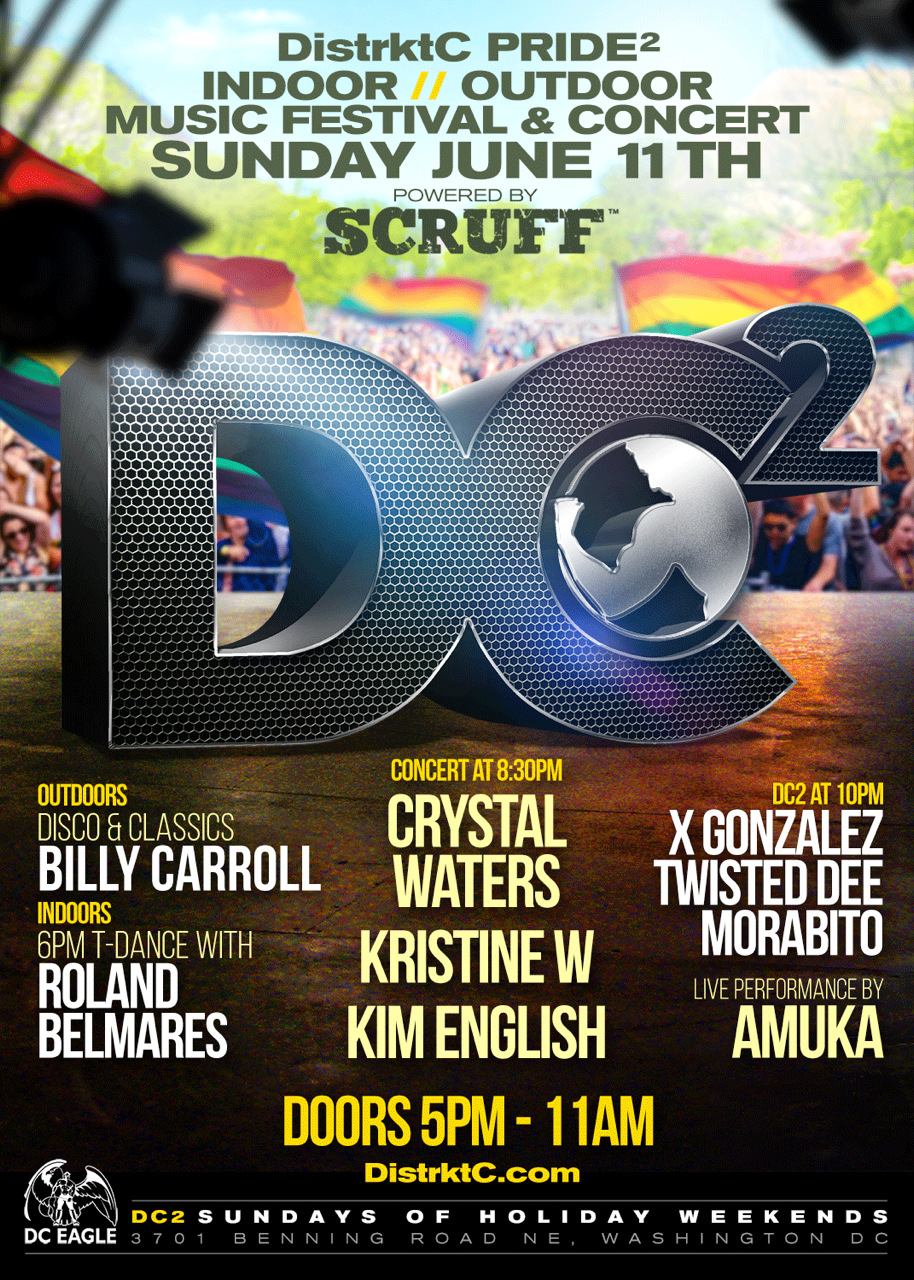 DistrktC PRIDE²
INDOOR // OUTDOOR
MUSIC FESTIVAL & CONCERT
SUNDAY JUNE 11TH
POWERED BY
SCRUFF™
DC²
OUTDOORS
DISCO & CLASSICS
BILLY CARROLL
INDOORS
6PM T-DANCE WITH
ROLAND
BELMARES
CONCERT AT 8:30PM
CRYSTAL
WATERS
KRISTINE W
KIM ENGLISH
DC2 AT 10PM
X GONZALEZ
TWISTED DEE
MORABITO
LIVE PERFORMANCE BY
AMUKA
DOORS 5PM - 11AM
DistrktC.com
DC EAGLE
DC2 SUNDAYS OF HOLIDAY WEEKENDS
3701 BENNING ROAD NE, WASHINGTON DC